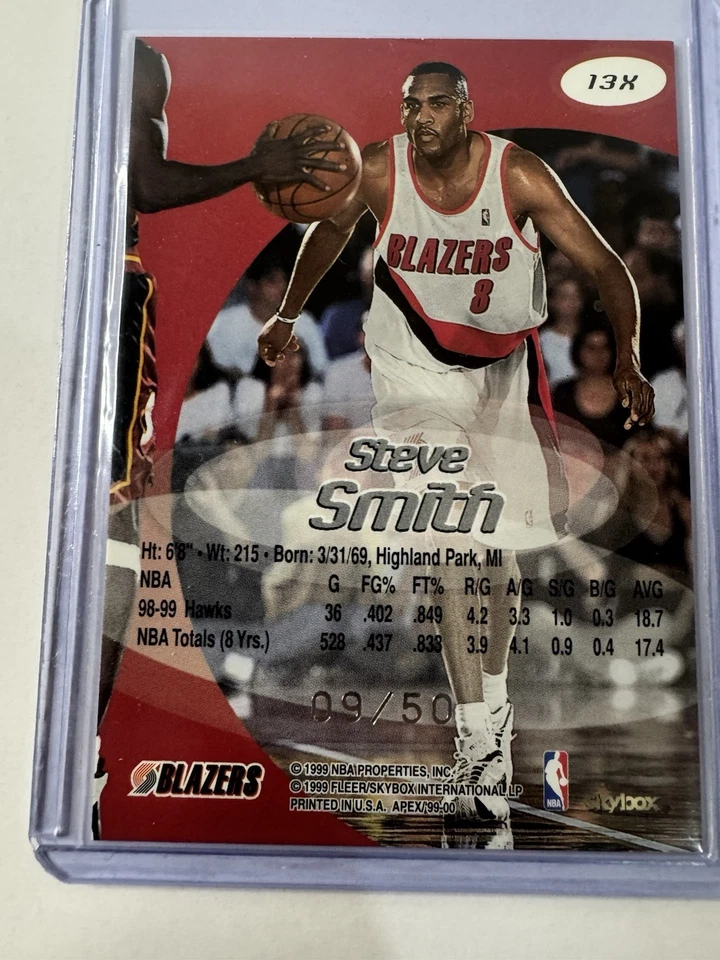 13X
BLAZERS
8
Steve
Smith
Ht: 6'8" • Wt: 215 • Born: 3/31/69, Highland Park, MI
NBA G FG% FT% R/G A/G S/G B/G AVG
98-99 Hawks 36 .402 .849 4.2 3.3 1.0 0.3 18.7
NBA Totals (8 Yrs.) 528 .437 .833 3.9 4.1 0.9 0.4 17.4
09/50
BLAZERS
© 1999 NBA PROPERTIES, INC.
© 1999 FLEER/SKYBOX INTERNATIONAL LP
PRINTED IN U.S.A. APEX/'99-00
NBA
skybox